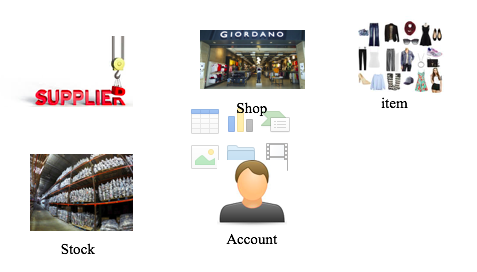 GIORDANO
SUPPLIER
Shop
item
Stock
Account